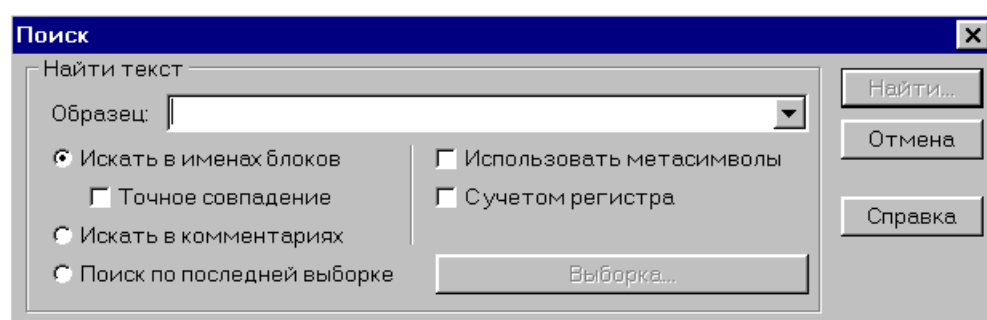 Поиск
Найти текст
Образец:
Найти...
Отмена
Искать в именах блоков
Использовать метасимволы
Точное совпадение
С учетом регистра
Справка
Искать в комментариях
Поиск по последней выборке
Выборка...